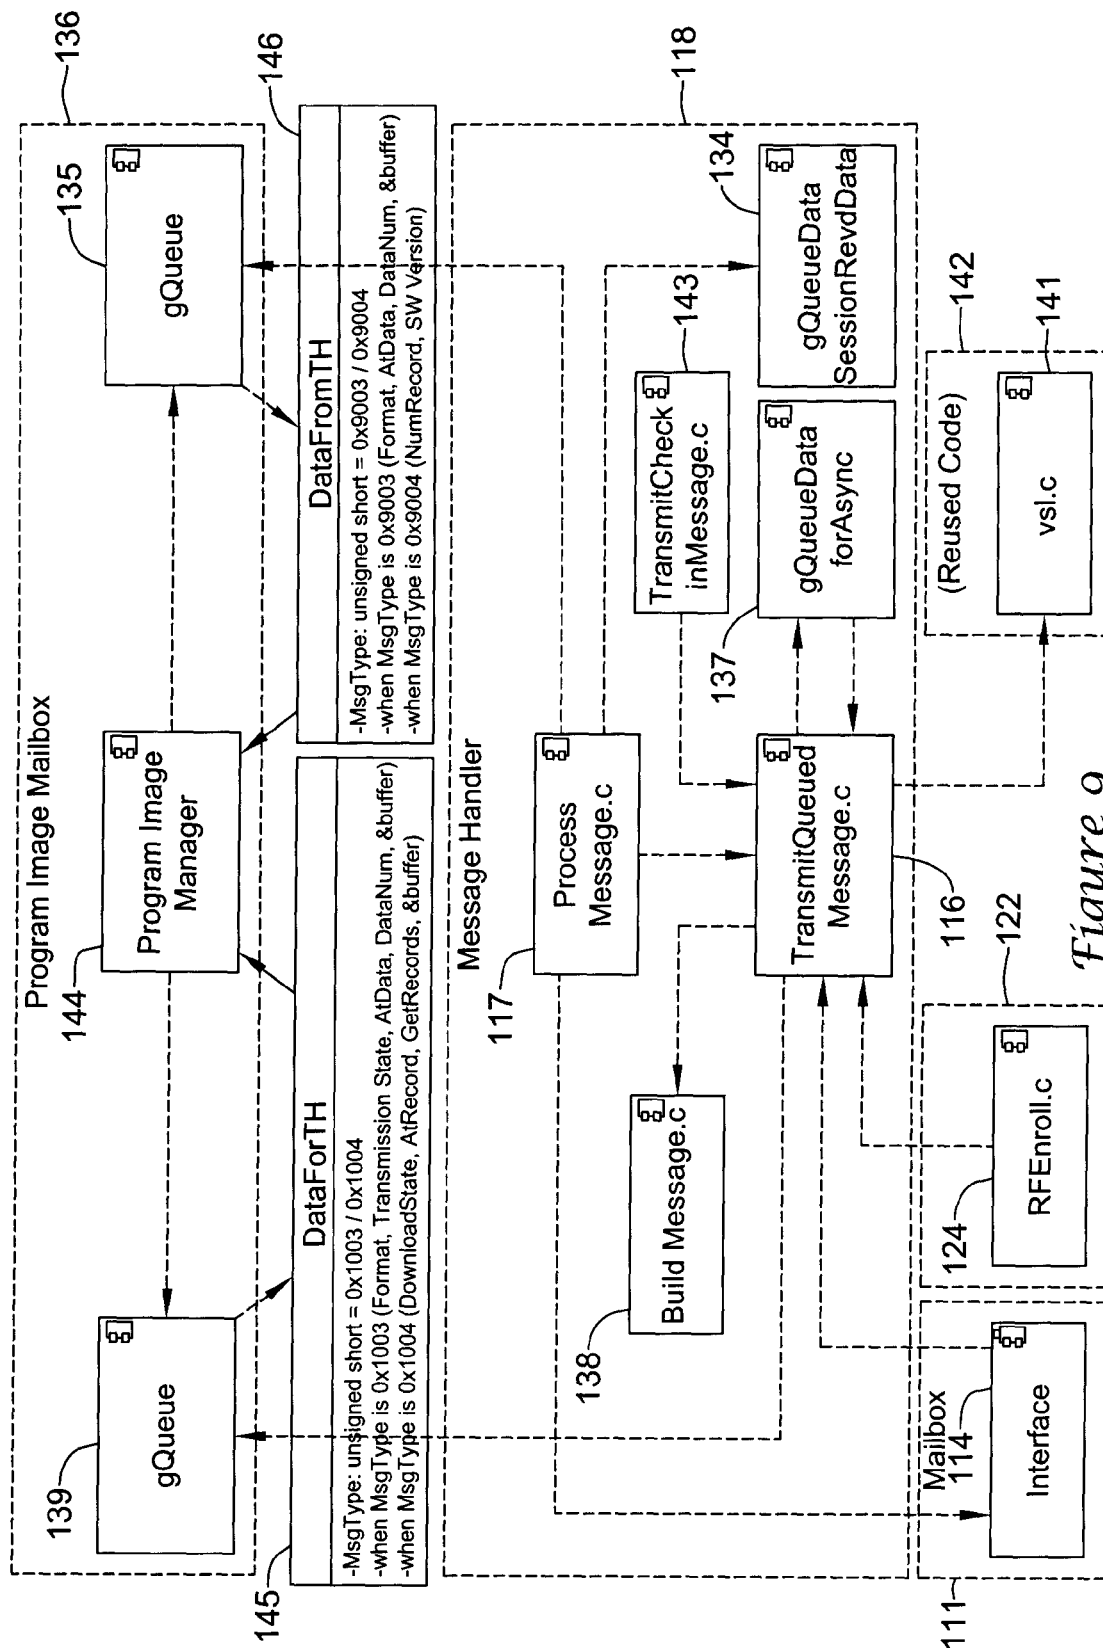 Program Image Mailbox
136
139
gQueue
144
Program Image
Manager
135
gQueue
145
DataForTH
-MsgType: unsigned short = 0x1003 / 0x1004
-when MsgType is 0x1003 (Format, Transmission State, AtData, DataNum, &buffer)
-when MsgType is 0x1004 (DownloadState, AtRecord, GetRecords, &buffer)
146
DataFromTH
-MsgType: unsigned short = 0x9003 / 0x9004
-when MsgType is 0x9003 (Format, AtData, DataNum, &buffer)
-when MsgType is 0x9004 (NumRecord, SW Version)
Message Handler
118
117
Process
Message.c
138
Build Message.c
TransmitCheck
inMessage.c
143
134
gQueueData
SessionRevdData
137
gQueueData
forAsync
TransmitQueued
Message.c
116
111
Mailbox
114
Interface
122
124
RFEnroll.c
142
(Reused Code)
141
vsl.c
Figure 9